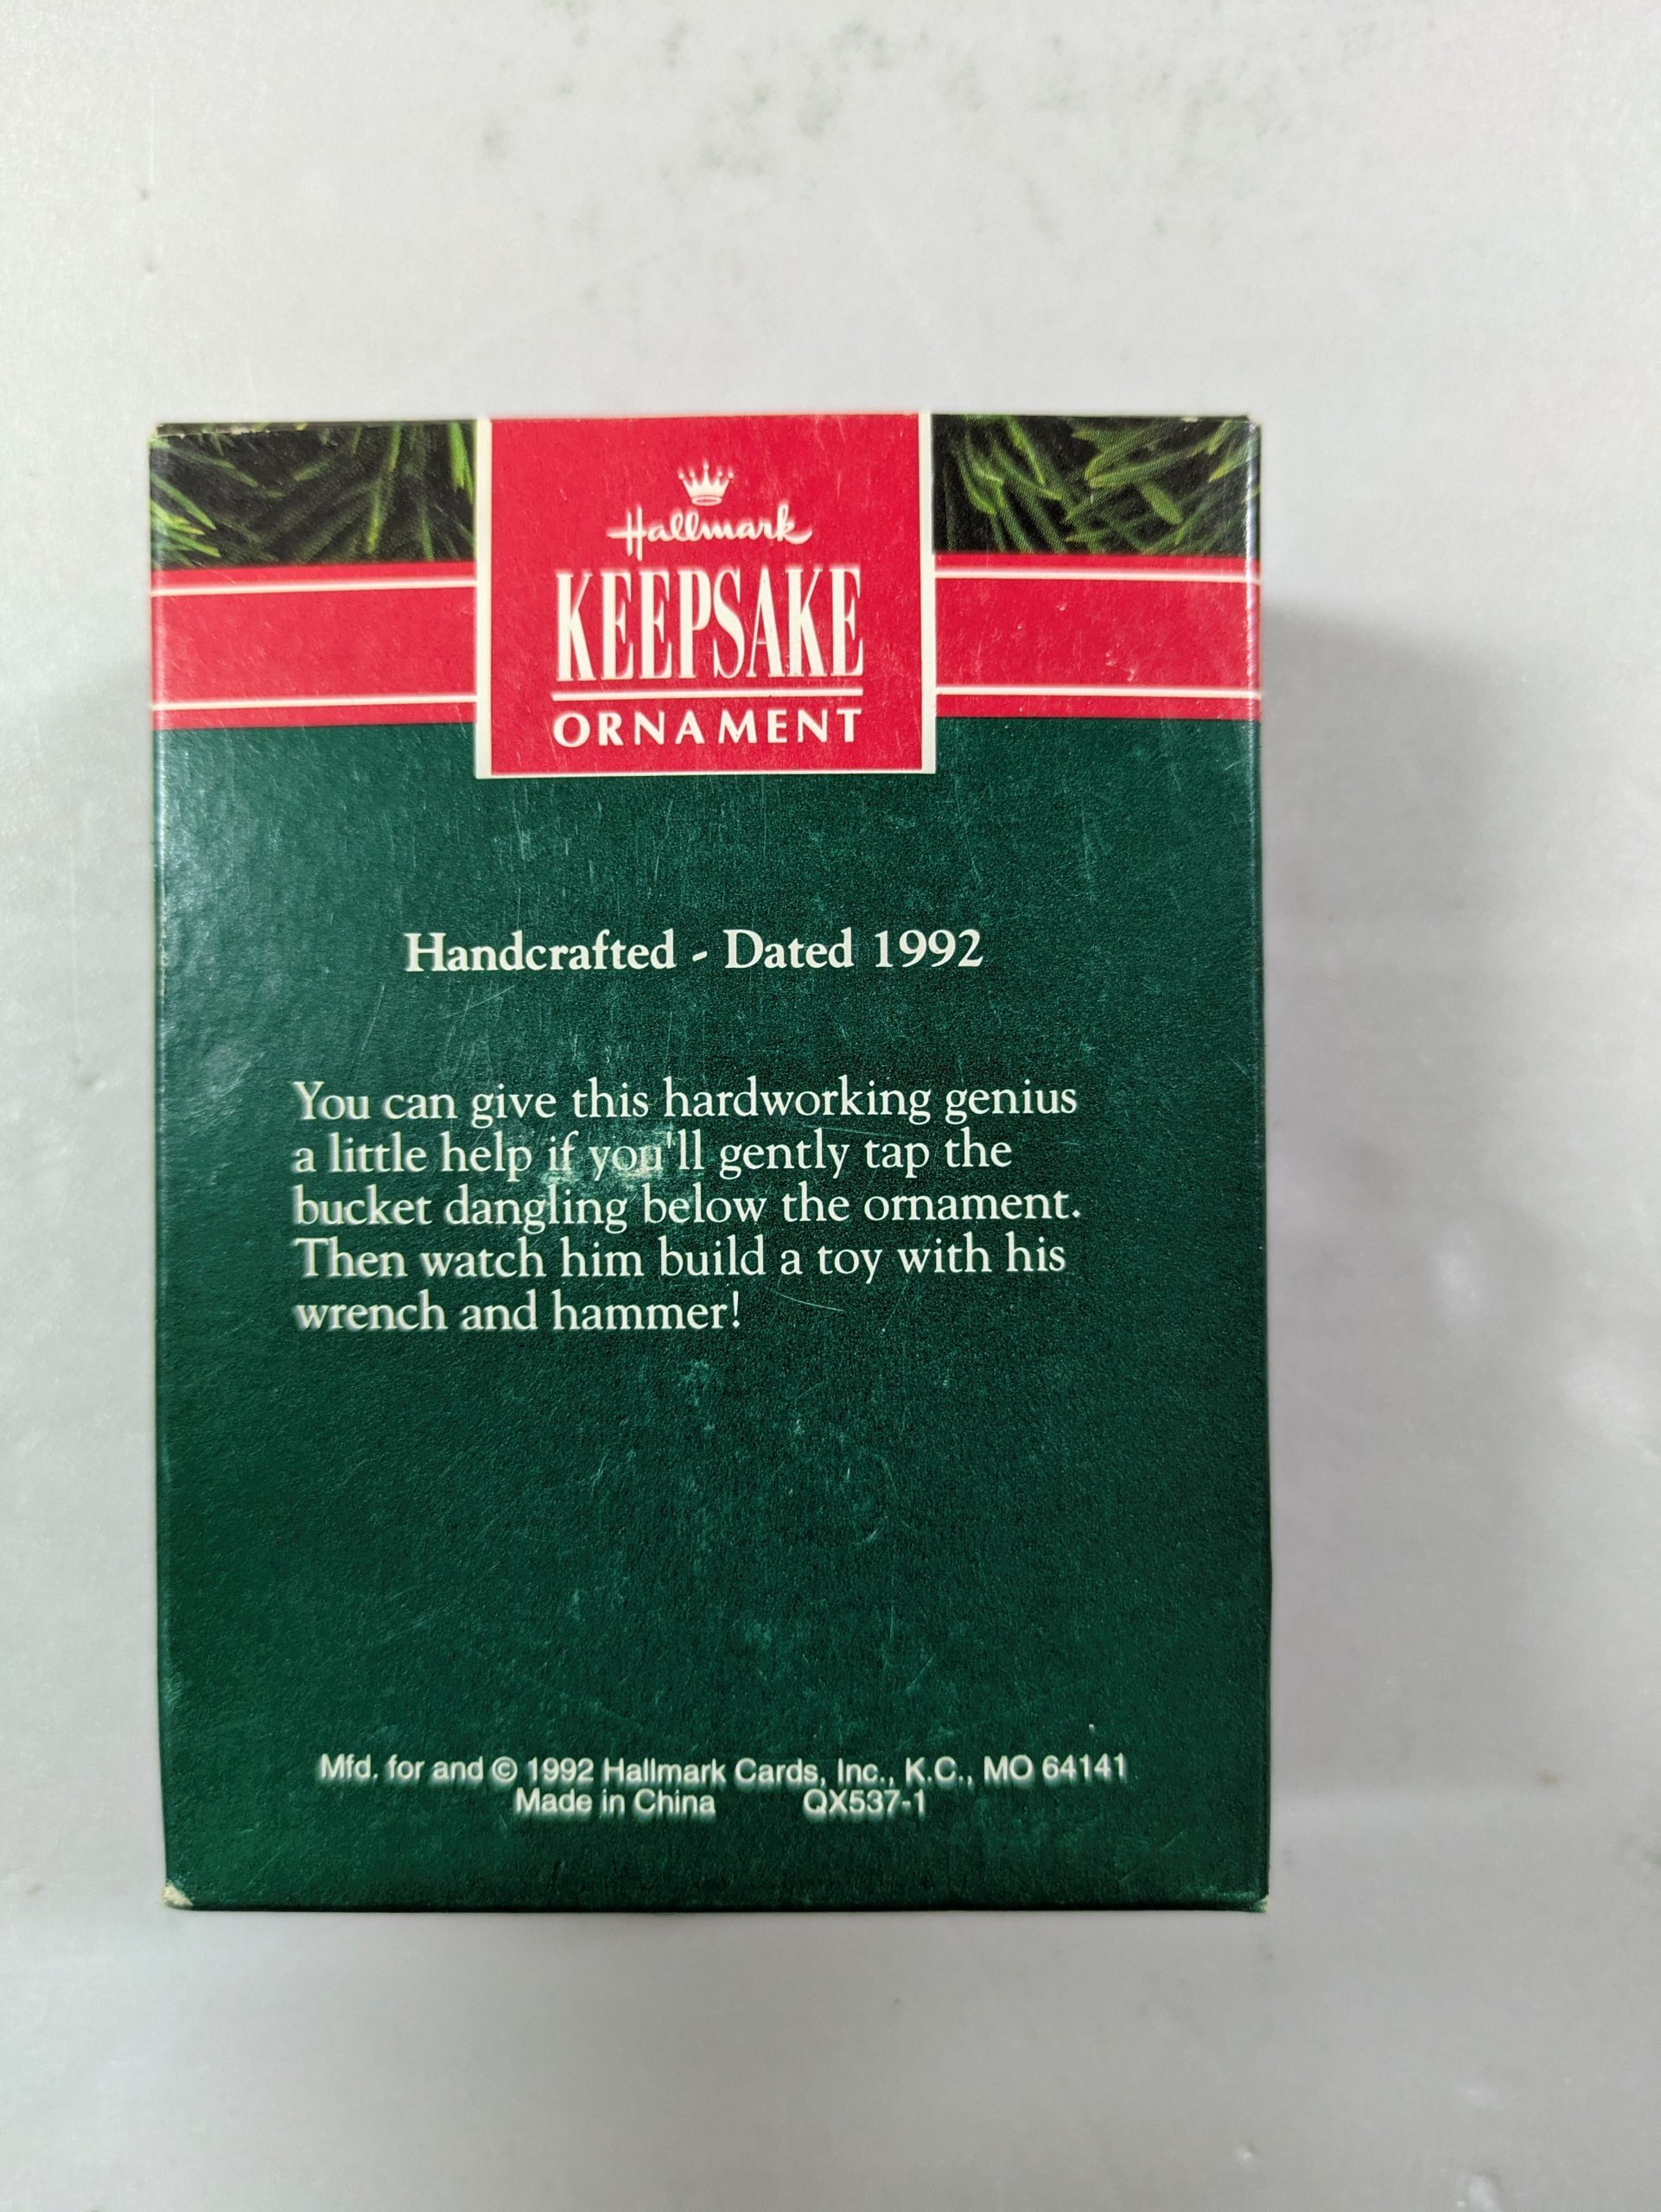 Hallmark
KEEPSAKE
ORNAMENT
Handcrafted - Dated 1992
You can give this hardworking genius
a little help if you'll gently tap the
bucket dangling below the ornament.
Then watch him build a toy with his
wrench and hammer!
Mfd. for and © 1992 Hallmark Cards, Inc., K.C., MO 64141
Made in China QX537-1